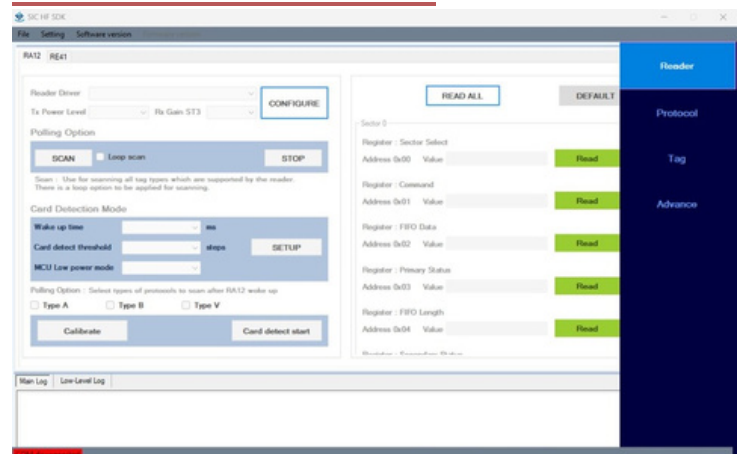 SIC HF SDK
File Setting Software version
RA12 RE41
Reader Driver
CONFIGURE
Tx Power Level Rx Gain ST3
Polling Option
SCAN Loop scan STOP
Scan : Use for scanning all tag types which are supported by the reader.
There is a loop option to be applied for scanning.
Card Detection Mode
Wake up time ms
Card detect threshold steps SETUP
MCU Low power mode
Polling Option : Select types of protocols to scan after RA12 wake up
Type A Type B Type V
Calibrate Card detect start
READ ALL DEFAULT
Sector 0
Register : Sector Select
Address 0x00 Value Read
Register : Command
Address 0x01 Value Read
Register : FIFO Data
Address 0x02 Value Read
Register : Primary Status
Address 0x03 Value Read
Register : FIFO Length
Address 0x04 Value Read
Register : Secondary Status
Reader
Protocol
Tag
Advance
Main Log Low-Level Log